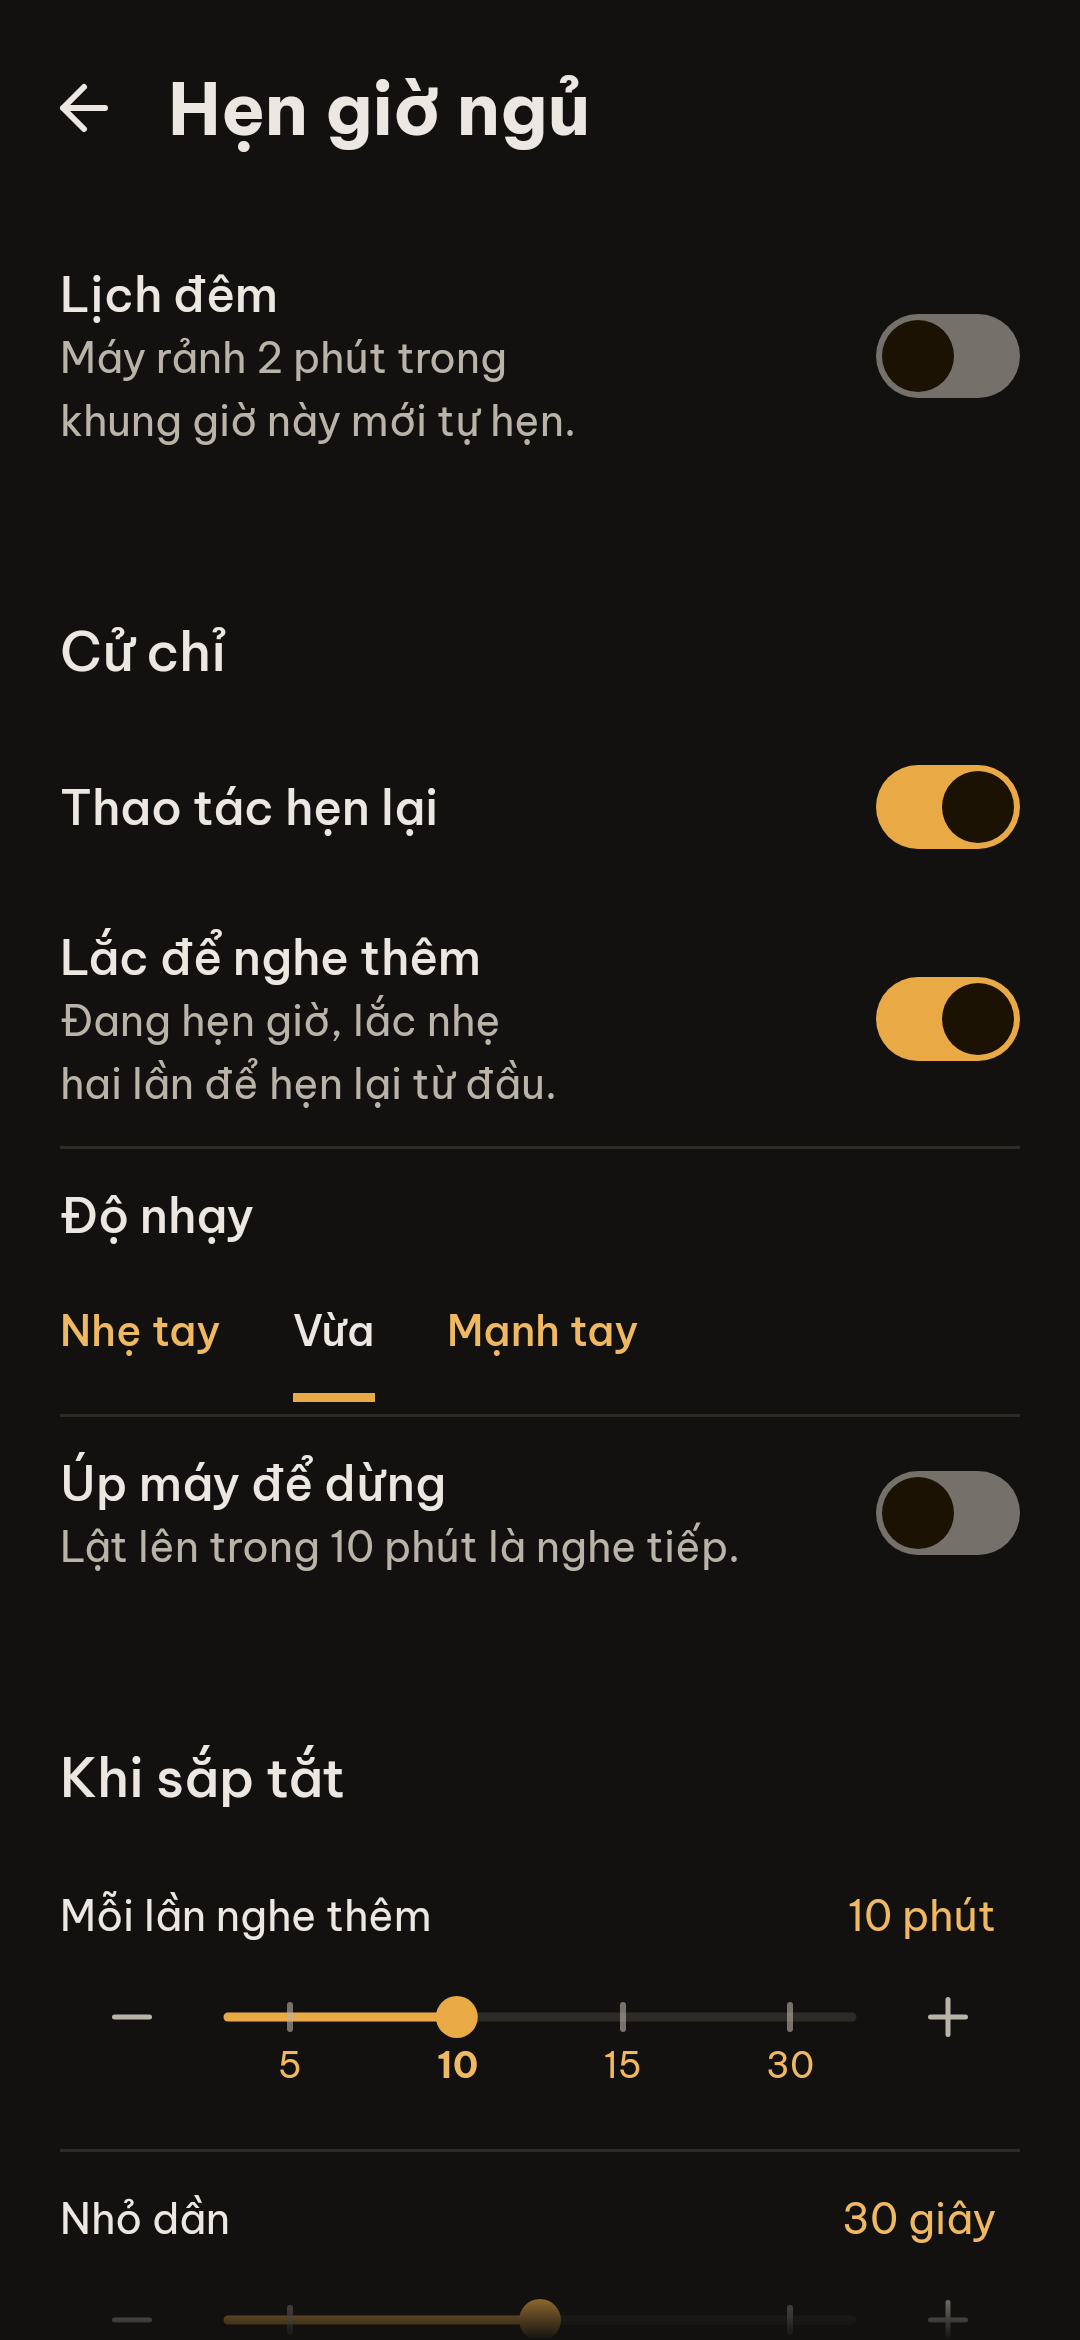 Hẹn giờ ngủ
Lịch đêm
Máy rảnh 2 phút trong
khung giờ này mới tự hẹn.
Cử chỉ
Thao tác hẹn lại
Lắc để nghe thêm
Đang hẹn giờ, lắc nhẹ
hai lần để hẹn lại từ đầu.
Độ nhạy
Nhẹ tay Vừa Mạnh tay
Úp máy để dừng
Lật lên trong 10 phút là nghe tiếp.
Khi sắp tắt
Mỗi lần nghe thêm 10 phút
5 10 15 30
Nhỏ dần 30 giây